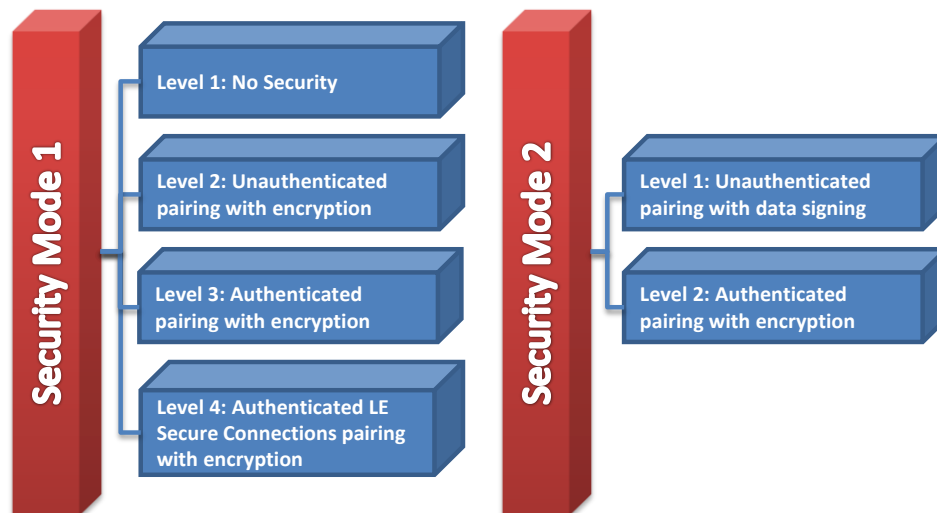 Security Mode 1
Level 1: No Security
Level 2: Unauthenticated
pairing with encryption
Level 3: Authenticated
pairing with encryption
Level 4: Authenticated LE
Secure Connections pairing
with encryption
Security Mode 2
Level 1: Unauthenticated
pairing with data signing
Level 2: Authenticated
pairing with encryption